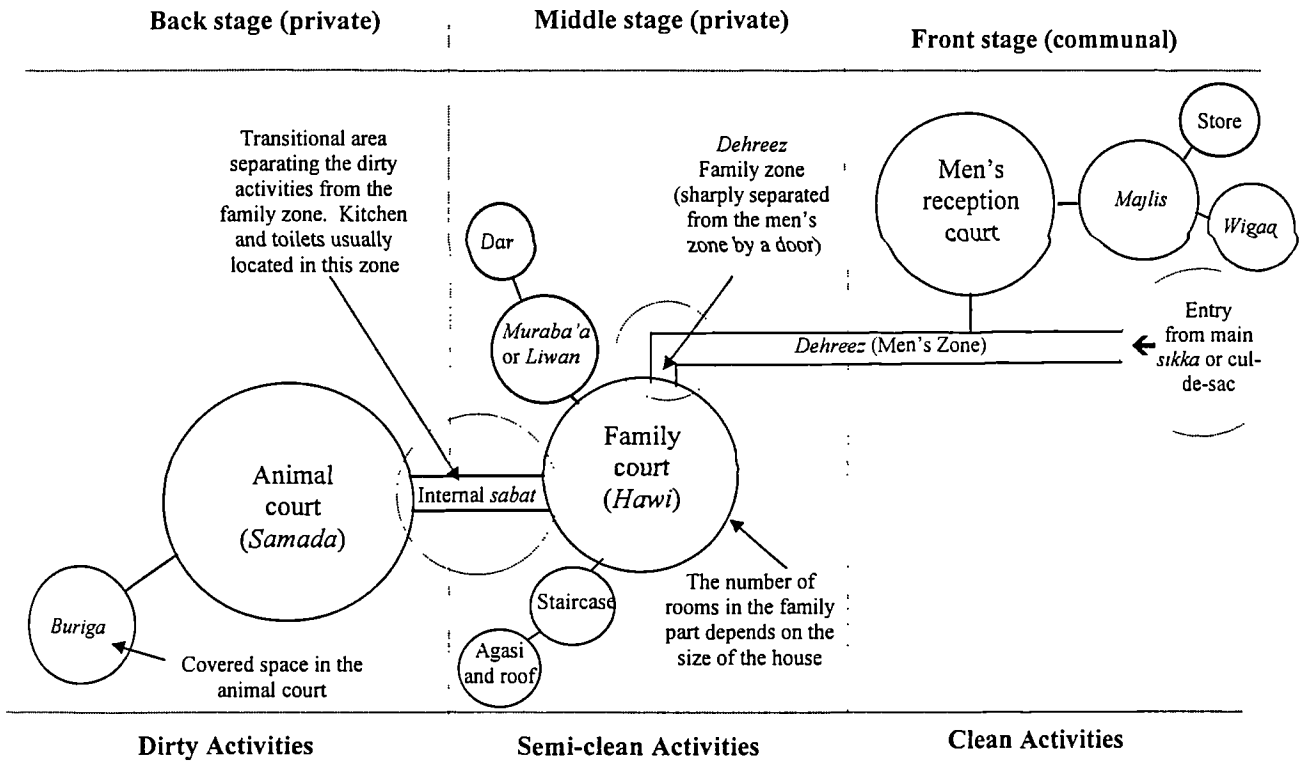 Back stage (private)
Middle stage (private)
Front stage (communal)
Transitional area
separating the dirty
activities from the
family zone. Kitchen
and toilets usually
located in this zone
Dehreez
Family zone
(sharply separated
from the men's
zone by a door)
Store
Men's
reception
court
Majlis
Wigaq
Dar
Muraba'a
or Liwan
Dehreez (Men's Zone)
Entry
from main
sikka or cul-
de-sac
Animal
court
(Samada)
Internal sabat
Family
court
(Hawi)
Buriga
Covered space in the
animal court
Staircase
Agasi
and roof
The number of
rooms in the family
part depends on the
size of the house
Dirty Activities
Semi-clean Activities
Clean Activities